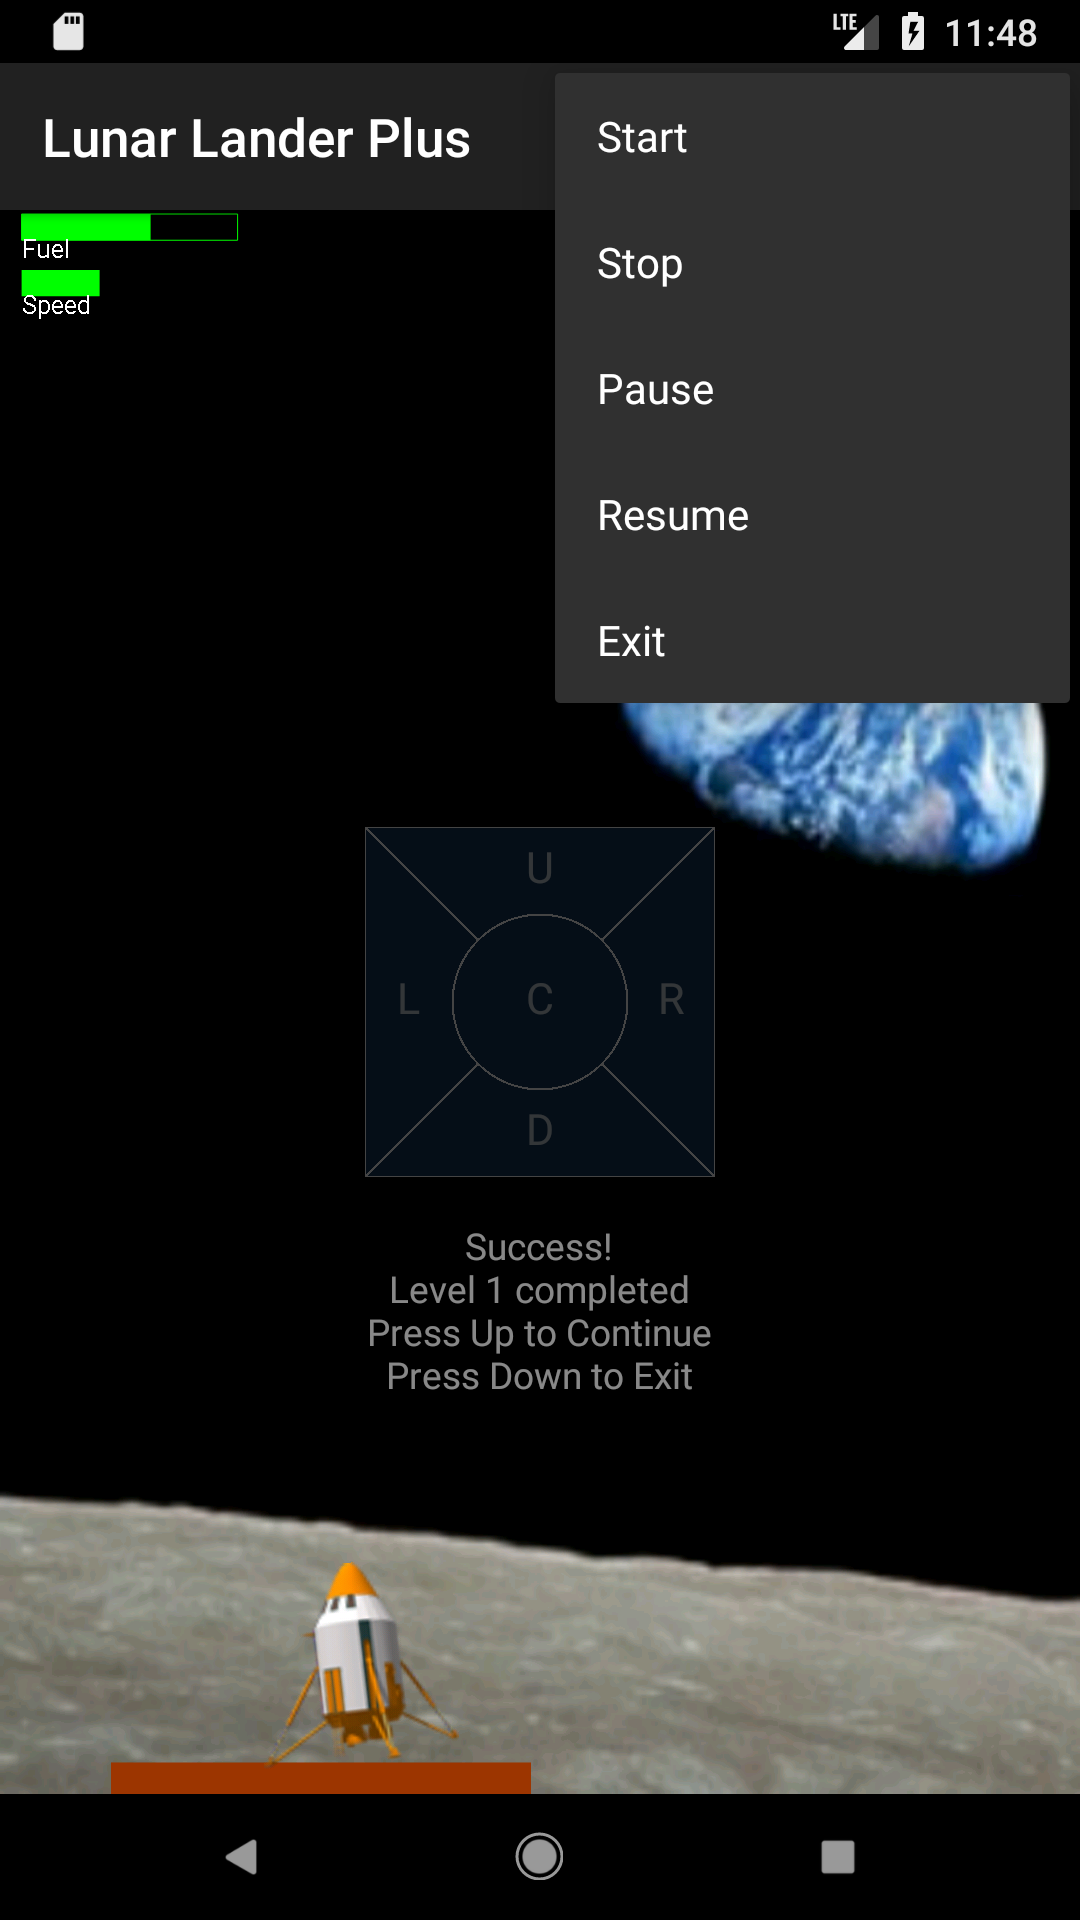 LTE 11:48
Lunar Lander Plus
Start
Stop
Pause
Resume
Exit
Fuel
Speed
U
L C R
D
Success!
Level 1 completed
Press Up to Continue
Press Down to Exit